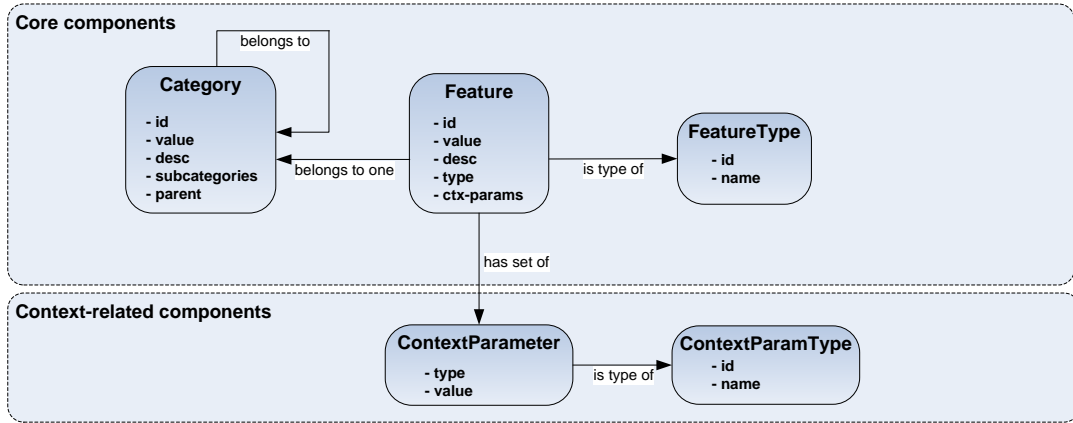 Core components
belongs to
Category
- id
- value
- desc
- subcategories
- parent
belongs to one
Feature
- id
- value
- desc
- type
- ctx-params
is type of
FeatureType
- id
- name
has set of
Context-related components
ContextParameter
- type
- value
is type of
ContextParamType
- id
- name